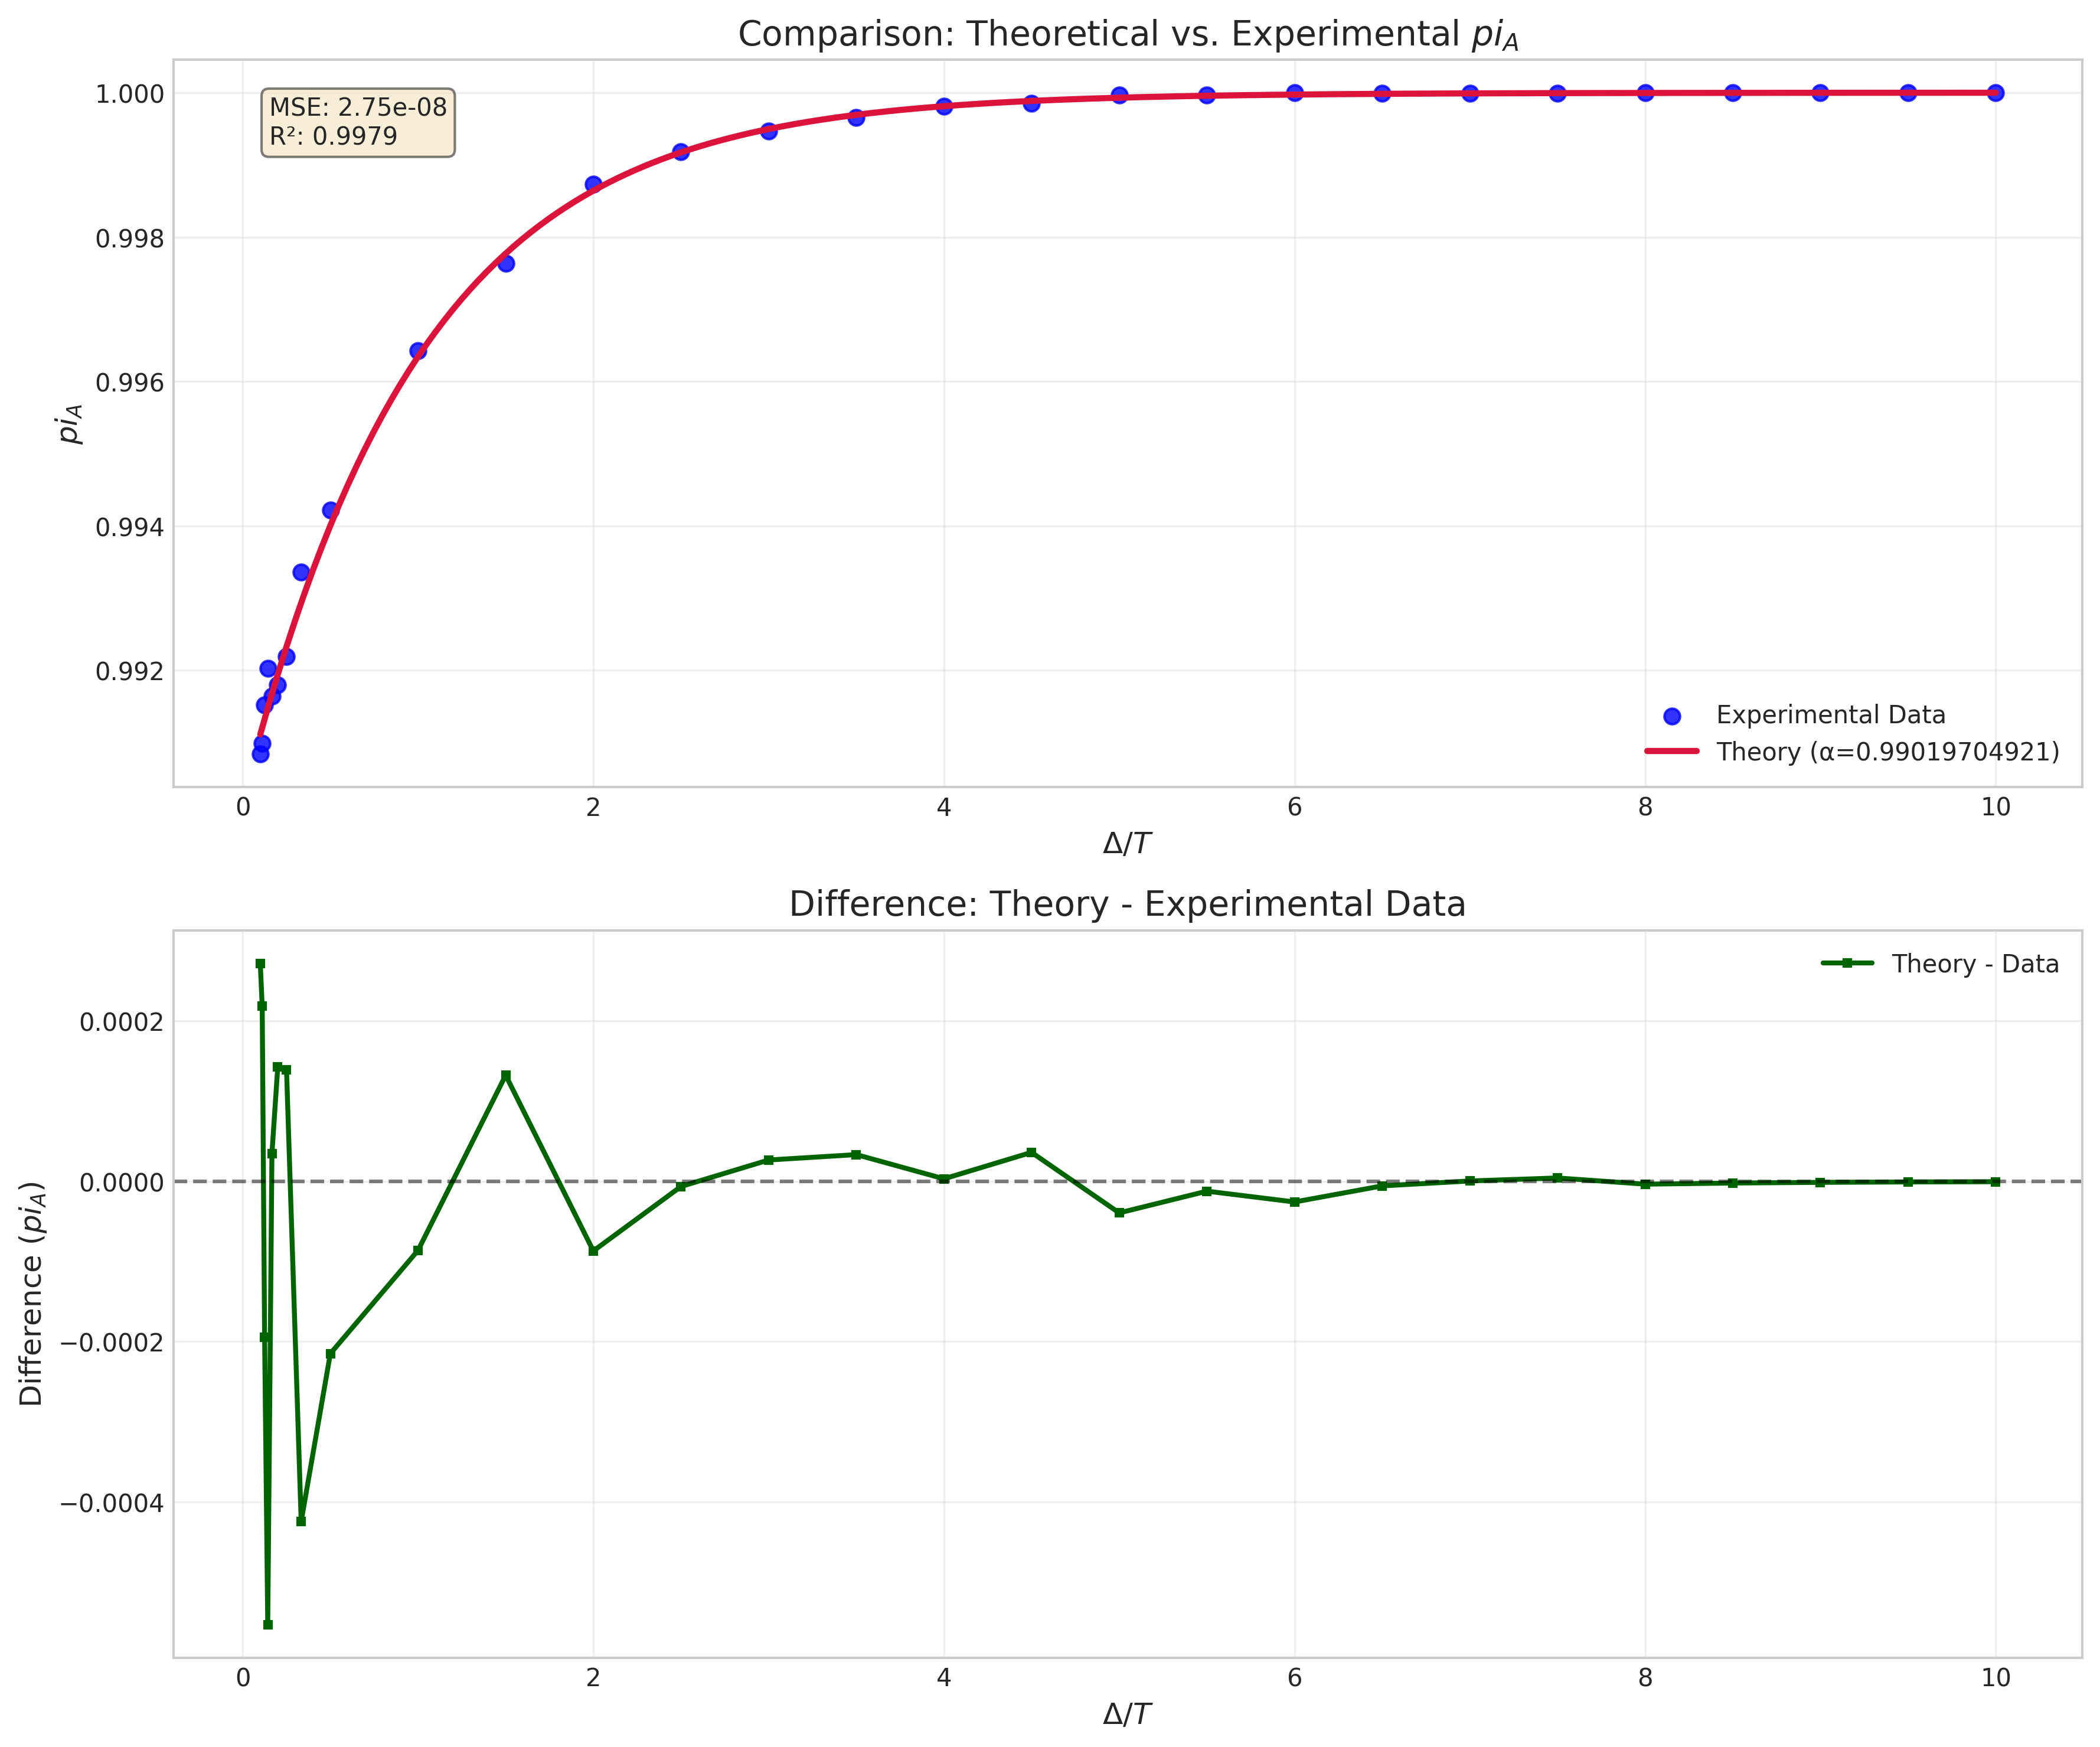 Comparison: Theoretical vs. Experimental pi_A
MSE: 2.75e-08
R²: 0.9979
1.000
0.998
0.996
0.994
0.992
pi_A
Experimental Data
Theory (α=0.99019704921)
0 2 4 6 8 10
Δ/T
Difference: Theory - Experimental Data
Theory - Data
0.0002
0.0000
−0.0002
−0.0004
Difference (pi_A)
0 2 4 6 8 10
Δ/T